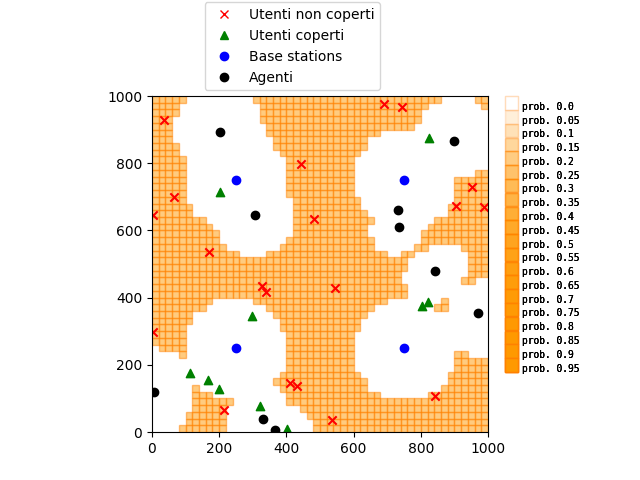 Utenti non coperti
Utenti coperti
Base stations
Agenti
1000
800
600
400
200
0
0 200 400 600 800 1000
prob. 0.0
prob. 0.05
prob. 0.1
prob. 0.15
prob. 0.2
prob. 0.25
prob. 0.3
prob. 0.35
prob. 0.4
prob. 0.45
prob. 0.5
prob. 0.55
prob. 0.6
prob. 0.65
prob. 0.7
prob. 0.75
prob. 0.8
prob. 0.85
prob. 0.9
prob. 0.95